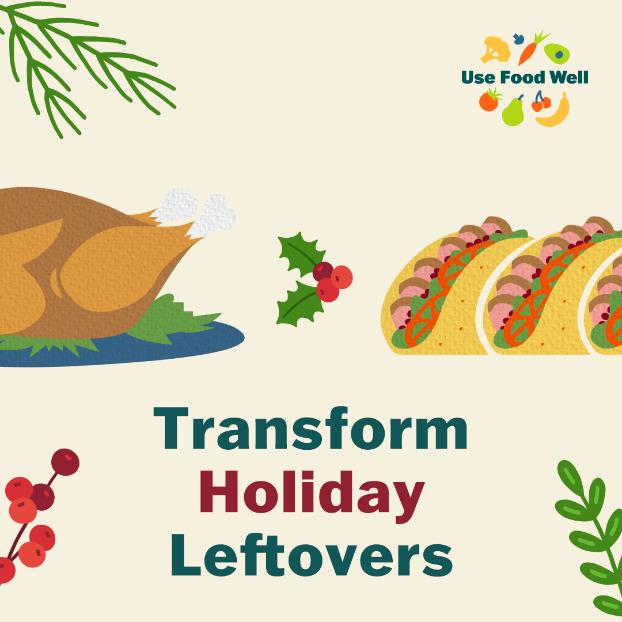 Use Food Well
Transform
Holiday
Leftovers